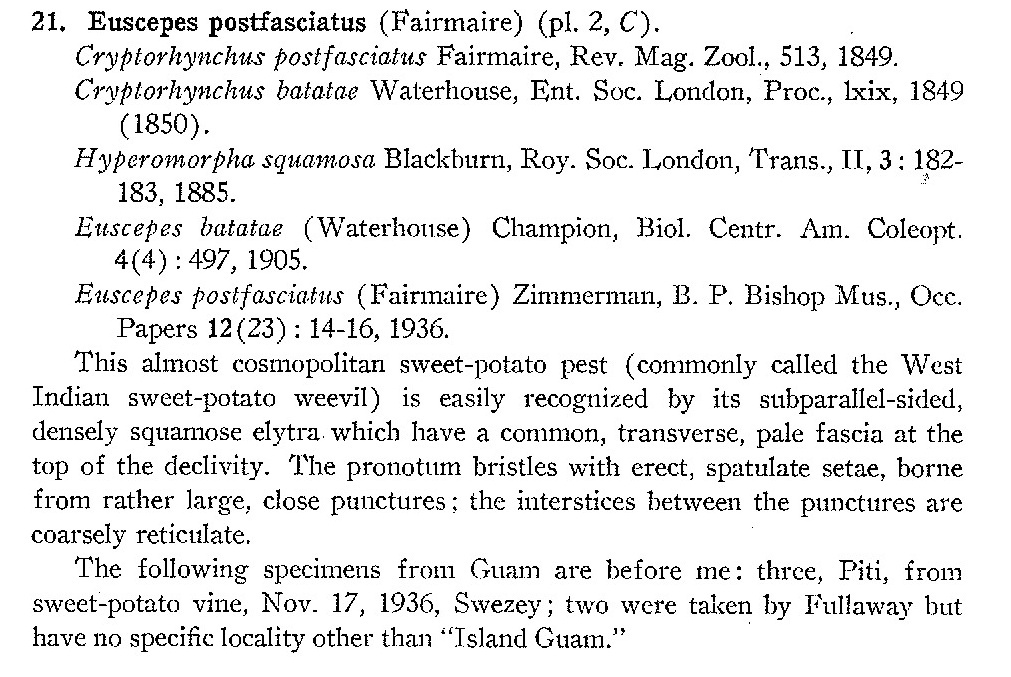 21. Euscepes postfasciatus (Fairmaire) (pl. 2, C).
Cryptorhynchus postfasciatus Fairmaire, Rev. Mag. Zool., 513, 1849.
Cryptorhynchus batatae Waterhouse, Ent. Soc. London, Proc., lxix, 1849
(1850).
Hyperomorpha squamosa Blackburn, Roy. Soc. London, Trans., II, 3: 182-
183, 1885.
Euscepes batatae (Waterhouse) Champion, Biol. Centr. Am. Coleopt.
4(4): 497, 1905.
Euscepes postfasciatus (Fairmaire) Zimmerman, B. P. Bishop Mus., Occ.
Papers 12(23): 14-16, 1936.
This almost cosmopolitan sweet-potato pest (commonly called the West
Indian sweet-potato weevil) is easily recognized by its subparallel-sided,
densely squamose elytra which have a common, transverse, pale fascia at the
top of the declivity. The pronotum bristles with erect, spatulate setae, borne
from rather large, close punctures; the interstices between the punctures are
coarsely reticulate.
The following specimens from Guam are before me: three, Piti, from
sweet-potato vine, Nov. 17, 1936, Swezey; two were taken by Fullaway but
have no specific locality other than "Island Guam."